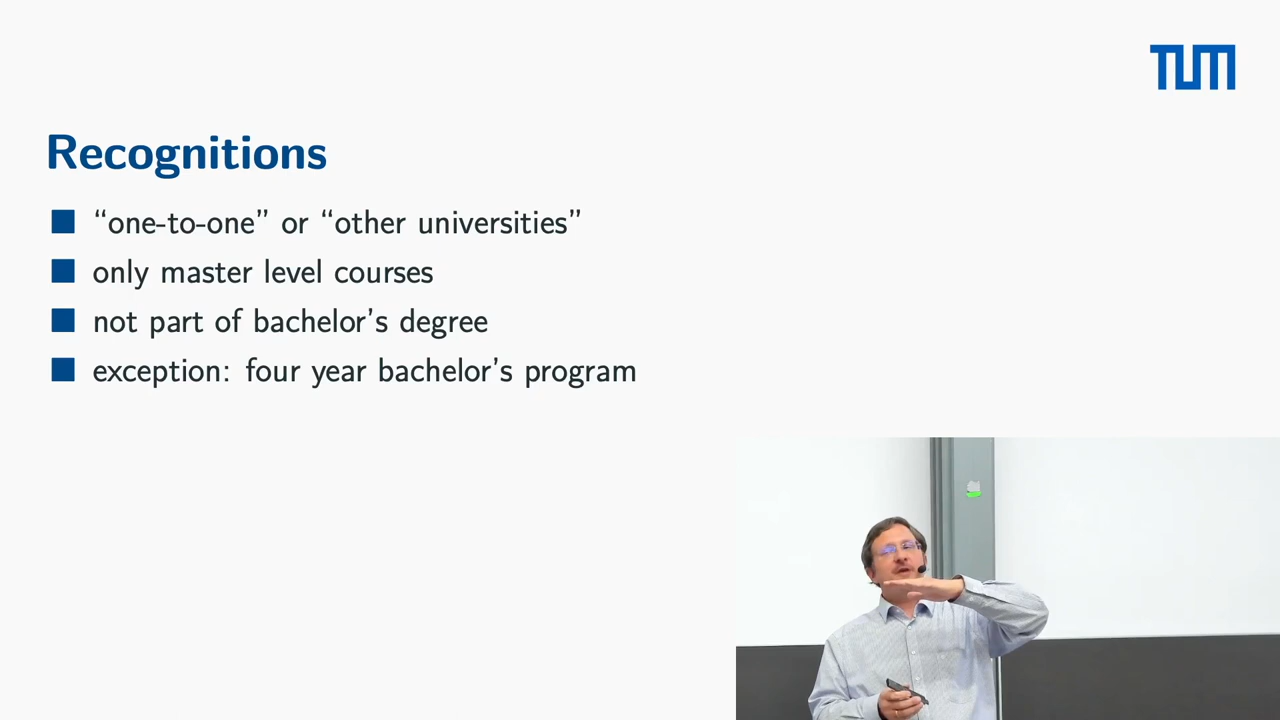 TUM
Recognitions
“one-to-one” or “other universities”
only master level courses
not part of bachelor’s degree
exception: four year bachelor’s program